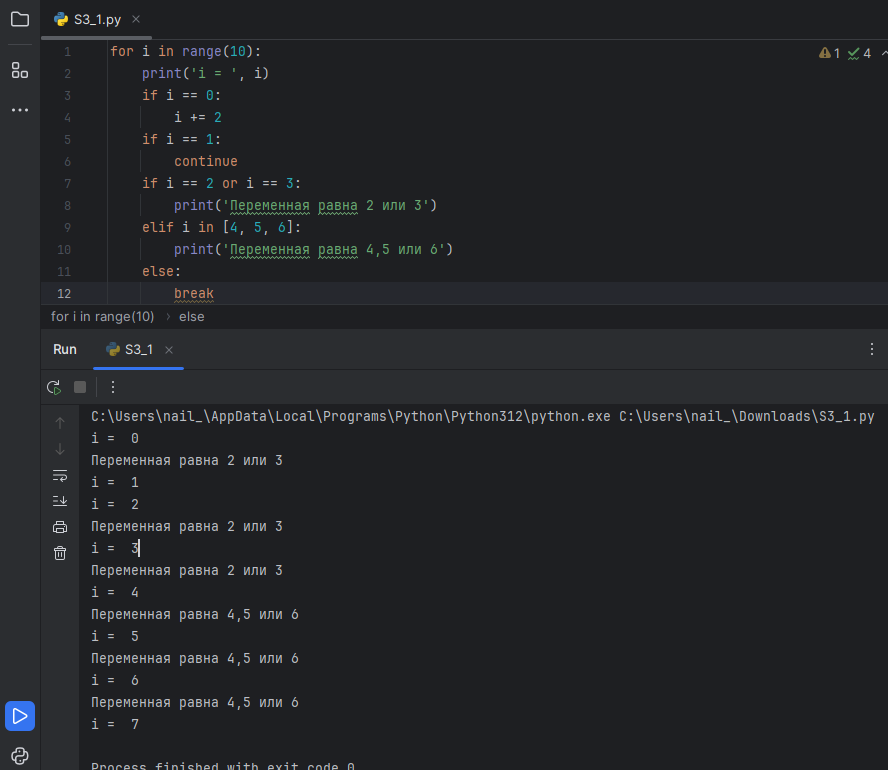 S3_1.py
1 for i in range(10):
1 4
2 print('i = ', i)
3 if i == 0:
4 i += 2
5 if i == 1:
6 continue
7 if i == 2 or i == 3:
8 print('Переменная равна 2 или 3')
9 elif i in [4, 5, 6]:
10 print('Переменная равна 4,5 или 6')
11 else:
12 break
for i in range(10) › else
Run S3_1
C:\Users\nail_\AppData\Local\Programs\Python\Python312\python.exe C:\Users\nail_\Downloads\S3_1.py
i =  0
Переменная равна 2 или 3
i =  1
i =  2
Переменная равна 2 или 3
i =  3
Переменная равна 2 или 3
i =  4
Переменная равна 4,5 или 6
i =  5
Переменная равна 4,5 или 6
i =  6
Переменная равна 4,5 или 6
i =  7
Process finished with exit code 0